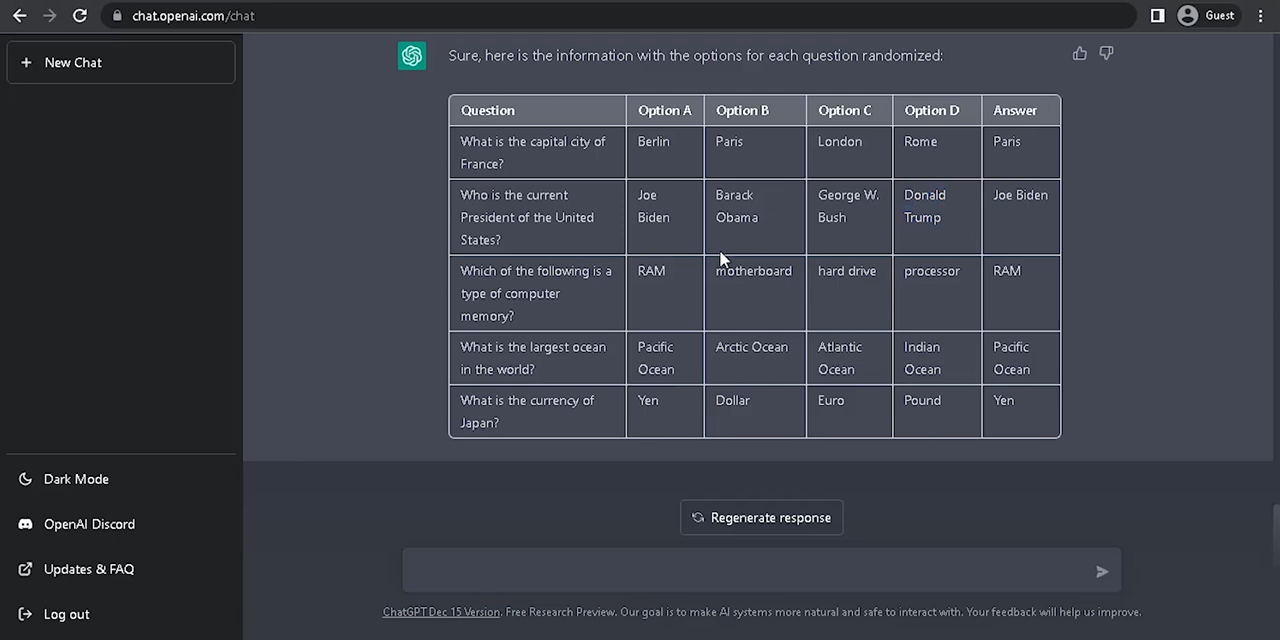 chat.openai.com/chat
Guest
+ New Chat
Sure, here is the information with the options for each question randomized:
Question Option A Option B Option C Option D Answer
What is the capital city of Berlin Paris London Rome Paris
France?
Who is the current Joe Barack George W. Donald Joe Biden
President of the United Biden Obama Bush Trump
States?
Which of the following is a RAM motherboard hard drive processor RAM
type of computer
memory?
What is the largest ocean Pacific Arctic Ocean Atlantic Indian Pacific
in the world? Ocean Ocean Ocean Ocean
What is the currency of Yen Dollar Euro Pound Yen
Japan?
Dark Mode
OpenAI Discord
Updates & FAQ
Log out
Regenerate response
ChatGPT Dec 15 Version. Free Research Preview. Our goal is to make AI systems more natural and safe to interact with. Your feedback will help us improve.